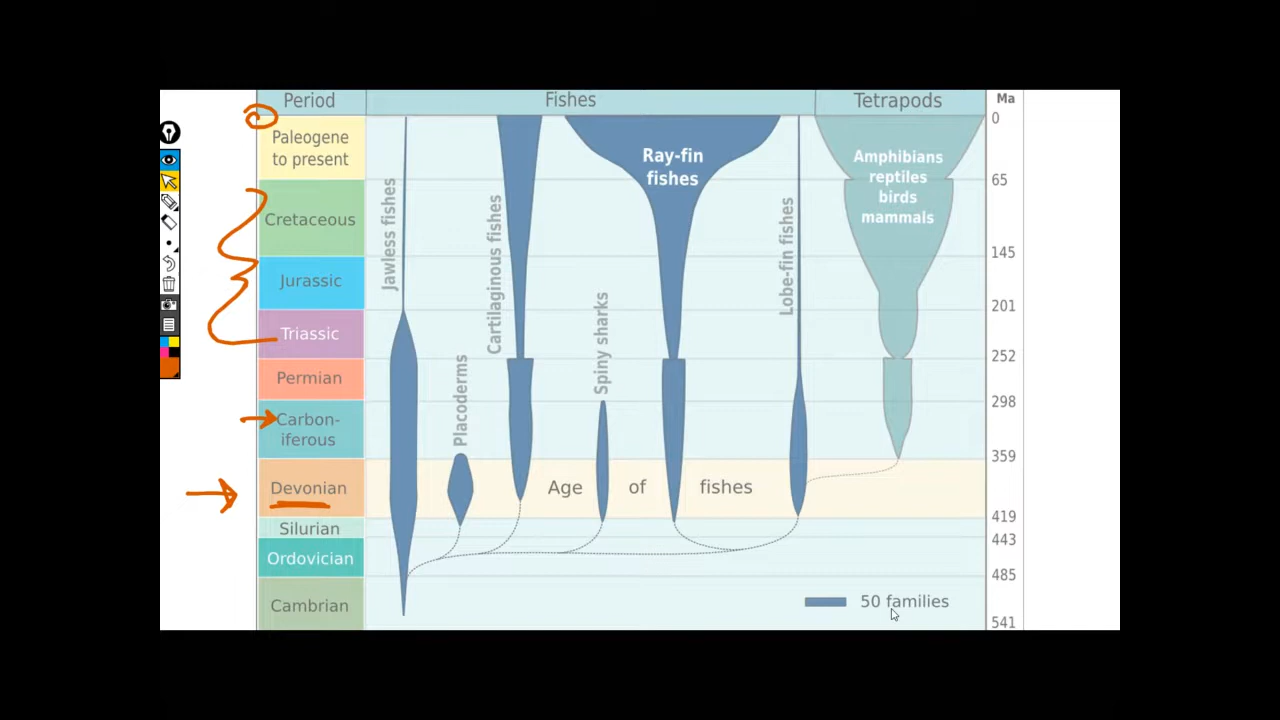 Period
Fishes
Tetrapods
Ma
Paleogene
to present
Cretaceous
Jurassic
Triassic
Permian
Carbon-
iferous
Devonian
Silurian
Ordovician
Cambrian
Jawless fishes
Placoderms
Cartilaginous fishes
Spiny sharks
Ray-fin
fishes
Lobe-fin fishes
Amphibians
reptiles
birds
mammals
Age of fishes
50 families
0
65
145
201
252
298
359
419
443
485
541